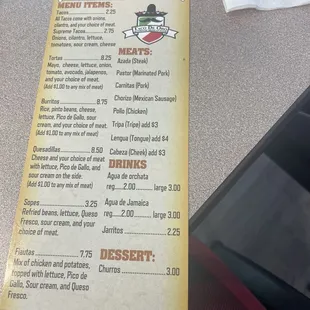 MENU ITEMS:
Tacos 2.25
All Tacos come with onion,
cilantro, and your choice of meat.
Supreme Tacos 2.75
Onions, cilantro, lettuce,
tomatoes, sour cream, cheese
Tortas 8.25
Mayo, cheese, lettuce, onion,
tomato, avocado, jalapenos,
and your choice of meat.
(Add $1.00 to any mix of meat)
Burritos 8.75
Rice, pinto beans, cheese,
lettuce, Pico de Gallo, sour
cream, and your choice of meat.
(Add $1.00 to any mix of meat)
Quesadillas 8.50
Cheese and your choice of meat
with lettuce, Pico de Gallo, and
sour cream on the side.
(Add $1.00 to any mix of meat)
Sopes 3.25
Refried beans, lettuce, Queso
Fresco, sour cream, and your
choice of meat.
Flautas 7.75
Mix of chicken and potatoes,
topped with lettuce, Pico de
Gallo, Sour cream, and Queso
Fresco.
MEATS:
Azada (Steak)
Pastor (Marinated Pork)
Carnitas (Pork)
Chorizo (Mexican Sausage)
Pollo (Chicken)
Tripa (Tripe) add $3
Lengua (Tongue) add $4
Cabeza (Cheek) add $3
DRINKS
Agua de orchata
reg....2.00 ........... large 3.00
Agua de Jamaica
reg....2.00 ........... large 3.00
Jarritos 2.25
DESSERT:
Churros 3.00